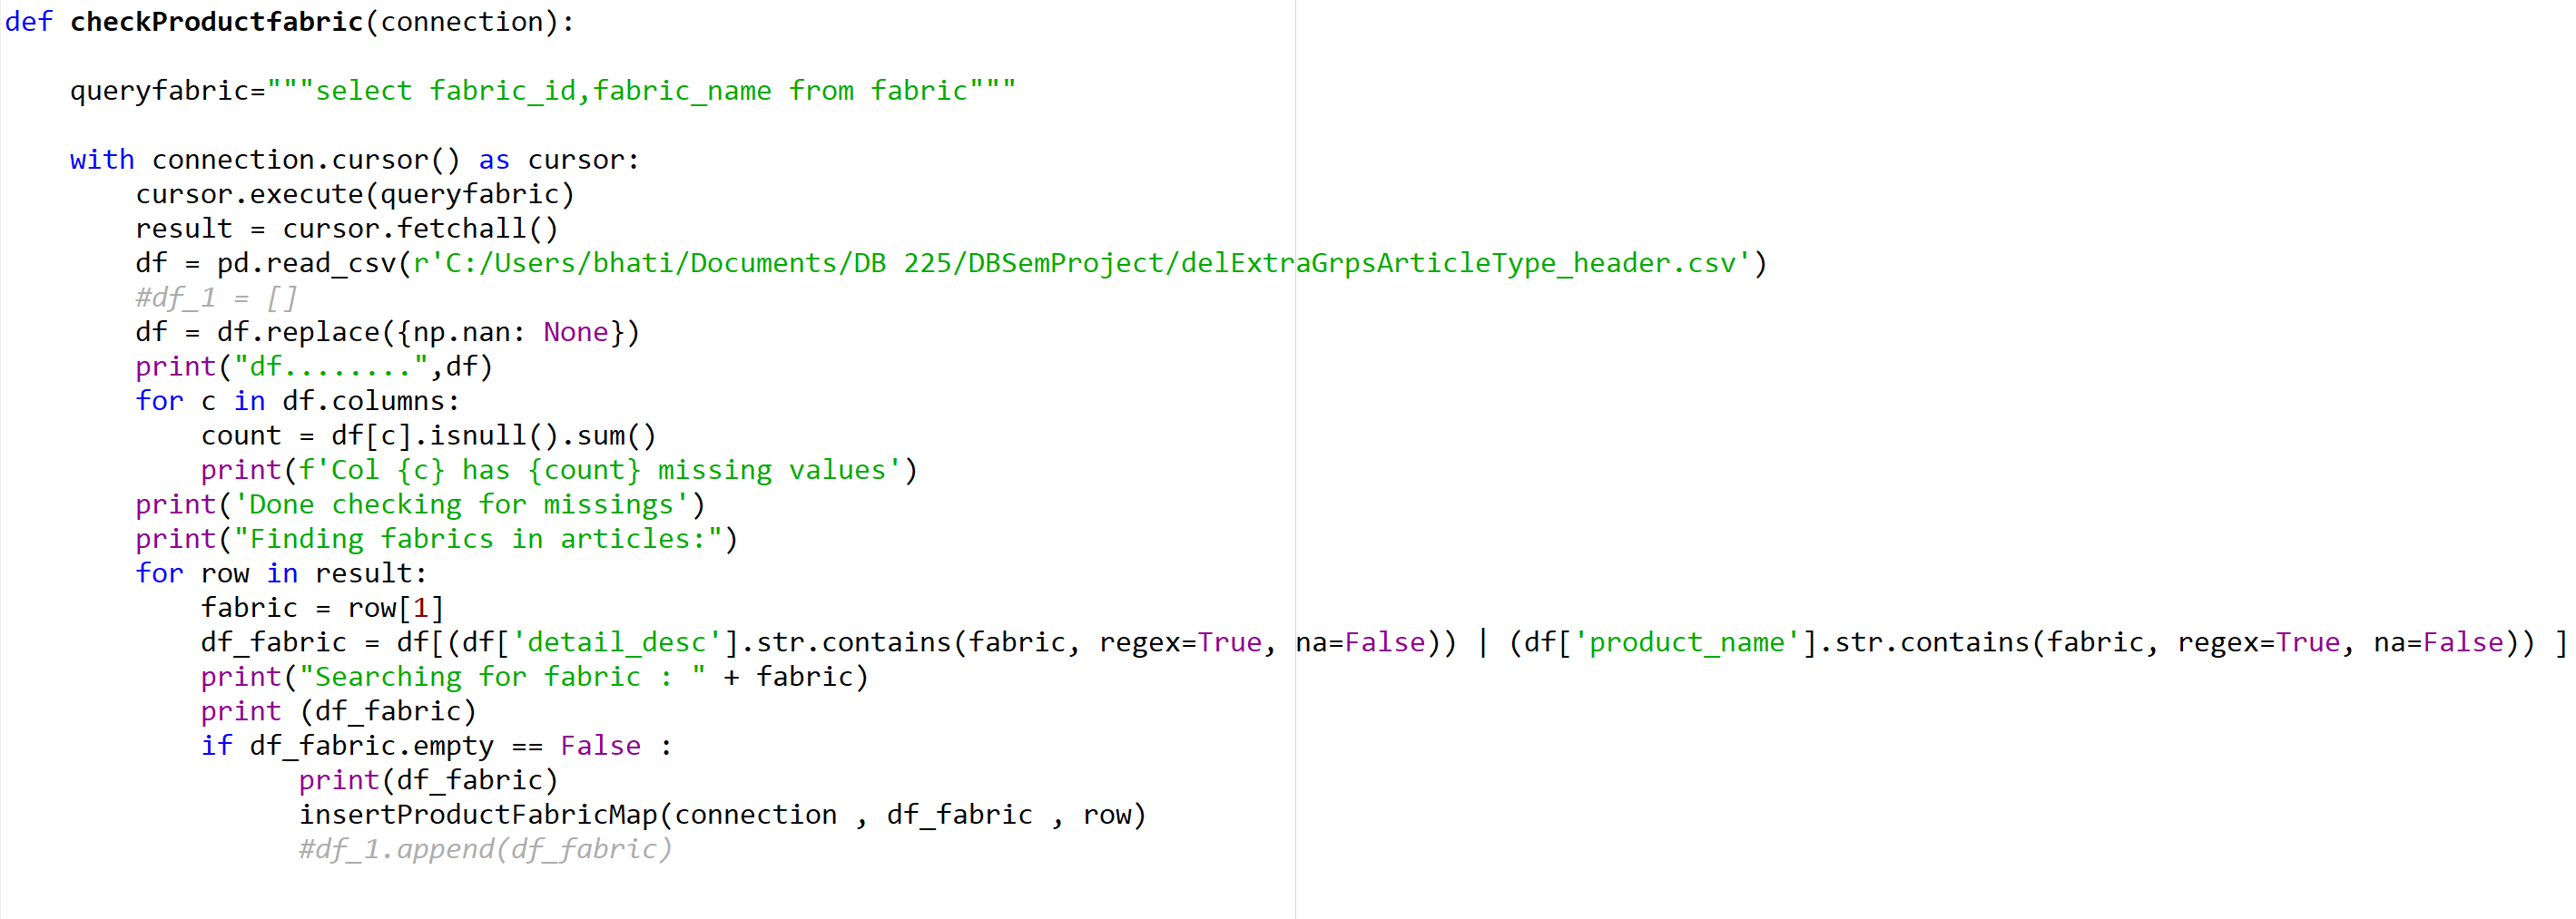 def checkProductfabric(connection):
queryfabric="""select fabric_id,fabric_name from fabric"""
with connection.cursor() as cursor:
cursor.execute(queryfabric)
result = cursor.fetchall()
df = pd.read_csv(r'C:/Users/bhati/Documents/DB 225/DBSemProject/delExtraGrpsArticleType_header.csv')
#df_1 = []
df = df.replace({np.nan: None})
print("df........",df)
for c in df.columns:
count = df[c].isnull().sum()
print(f'Col {c} has {count} missing values')
print('Done checking for missings')
print("Finding fabrics in articles:")
for row in result:
fabric = row[1]
df_fabric = df[(df['detail_desc'].str.contains(fabric, regex=True, na=False)) | (df['product_name'].str.contains(fabric, regex=True, na=False)) ]
print("Searching for fabric : " + fabric)
print (df_fabric)
if df_fabric.empty == False :
print(df_fabric)
insertProductFabricMap(connection , df_fabric , row)
#df_1.append(df_fabric)